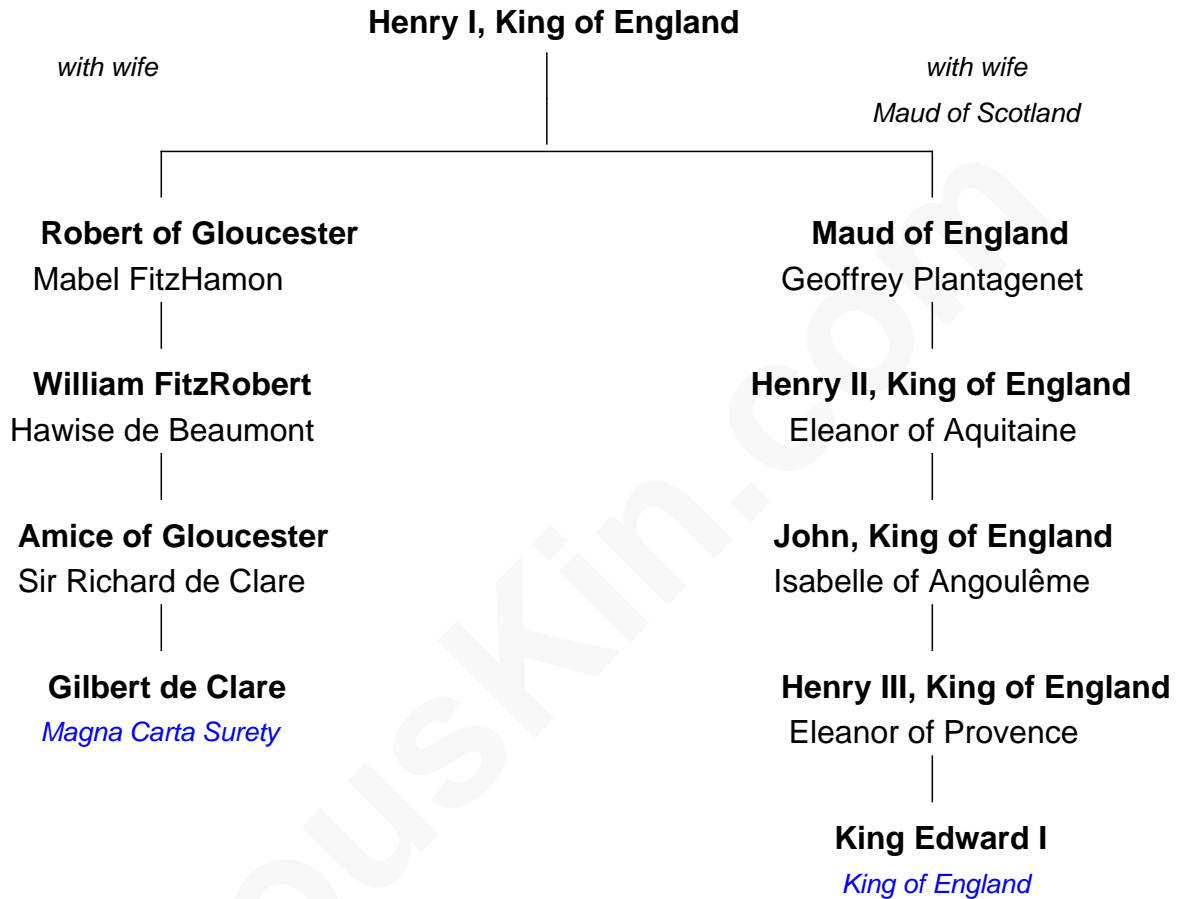 Henry I, King of England
with wife
with wife
Maud of Scotland
Robert of Gloucester
Mabel FitzHamon
Maud of England
Geoffrey Plantagenet
William FitzRobert
Hawise de Beaumont
Henry II, King of England
Eleanor of Aquitaine
Amice of Gloucester
Sir Richard de Clare
John, King of England
Isabelle of Angoulême
Gilbert de Clare
Magna Carta Surety
Henry III, King of England
Eleanor of Provence
King Edward I
King of England
ousKin.com